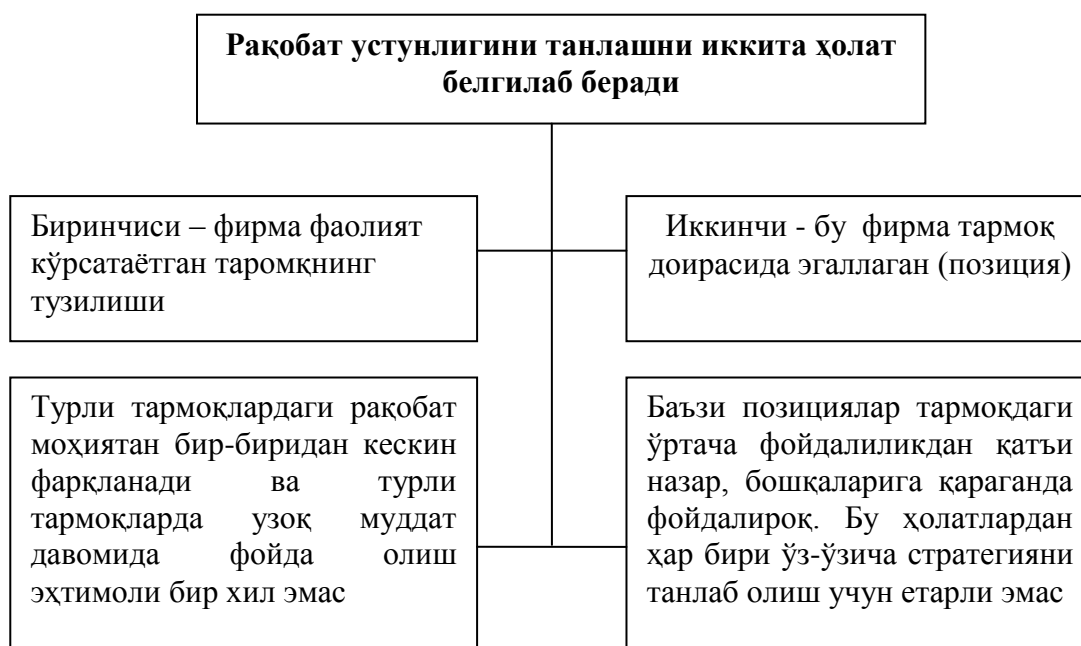 Рақобат устунлигини танлашни иккита ҳолат
белгилаб беради
Биринчиси – фирма фаолият
кўрсатаётган таромқнинг
тузилиши
Иккинчи - бу фирма тармоқ
доирасида эгаллаган (позиция)
Турли тармоқлардаги рақобат
моҳиятан бир-биридан кескин
фарқланади ва турли
тармоқларда узоқ муддат
давомида фойда олиш
эҳтимоли бир хил эмас
Баъзи позициялар тармоқдаги
ўртача фойдалиликдан қатъи
назар, бошқаларига қараганда
фойдалироқ. Бу ҳолатлардан
ҳар бири ўз-ўзича стратегияни
танлаб олиш учун етарли эмас